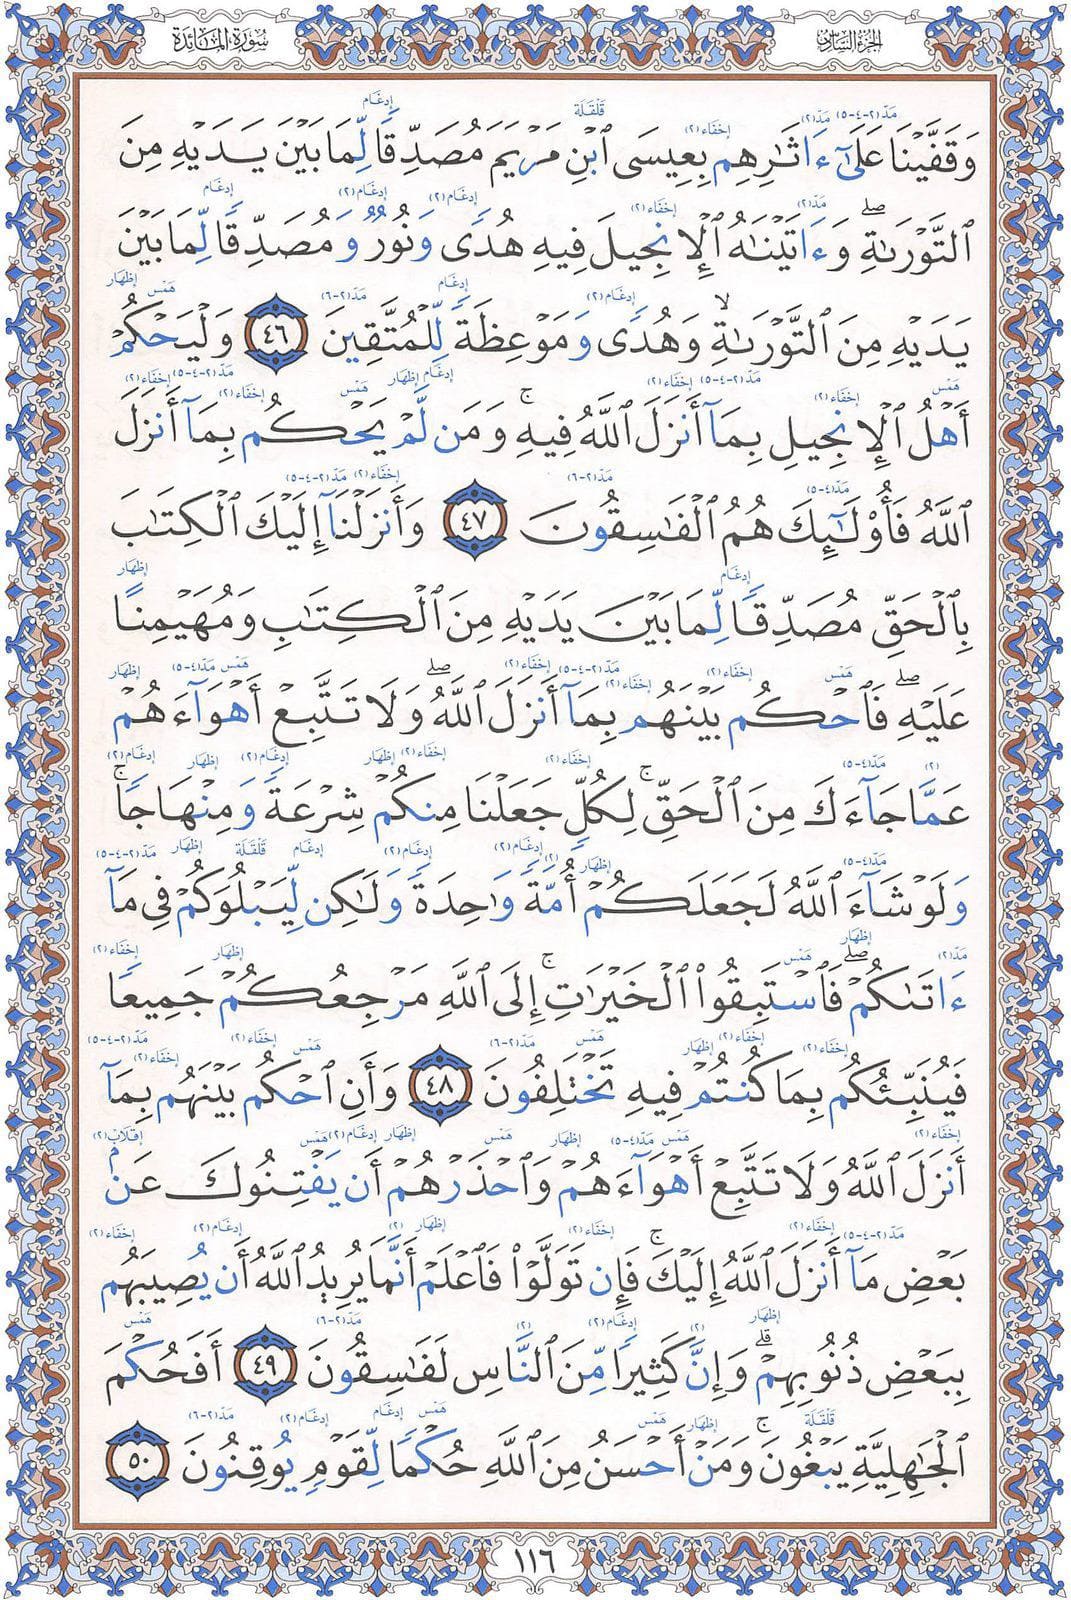 الجزء السادس
سورة المائدة
وَقَفَّيْنَا عَلَىٰٓ ءَاثَٰرِهِم بِعِيسَى ٱبْنِ مَرْيَمَ مُصَدِّقًا لِّمَا بَيْنَ يَدَيْهِ مِنَ
ٱلتَّوْرَىٰةِ ۖ وَءَاتَيْنَٰهُ ٱلْإِنجِيلَ فِيهِ هُدًى وَنُورٌ وَمُصَدِّقًا لِّمَا بَيْنَ
يَدَيْهِ مِنَ ٱلتَّوْرَىٰةِ وَهُدًى وَمَوْعِظَةً لِّلْمُتَّقِينَ ٤٦ وَلْيَحْكُمْ
أَهْلُ ٱلْإِنجِيلِ بِمَآ أَنزَلَ ٱللَّهُ فِيهِ ۚ وَمَن لَّمْ يَحْكُم بِمَآ أَنزَلَ
ٱللَّهُ فَأُو۟لَٰٓئِكَ هُمُ ٱلْفَٰسِقُونَ ٤٧ وَأَنزَلْنَآ إِلَيْكَ ٱلْكِتَٰبَ
بِٱلْحَقِّ مُصَدِّقًا لِّمَا بَيْنَ يَدَيْهِ مِنَ ٱلْكِتَٰبِ وَمُهَيْمِنًا
عَلَيْهِ ۖ فَٱحْكُم بَيْنَهُم بِمَآ أَنزَلَ ٱللَّهُ ۖ وَلَا تَتَّبِعْ أَهْوَآءَهُمْ
عَمَّا جَآءَكَ مِنَ ٱلْحَقِّ ۚ لِكُلٍّ جَعَلْنَا مِنكُمْ شِرْعَةً وَمِنْهَاجًا ۚ
وَلَوْ شَآءَ ٱللَّهُ لَجَعَلَكُمْ أُمَّةً وَٰحِدَةً وَلَٰكِن لِّيَبْلُوَكُمْ فِى مَآ
ءَاتَىٰكُمْ ۖ فَٱسْتَبِقُوا۟ ٱلْخَيْرَٰتِ ۚ إِلَى ٱللَّهِ مَرْجِعُكُمْ جَمِيعًا
فَيُنَبِّئُكُم بِمَا كُنتُمْ فِيهِ تَخْتَلِفُونَ ٤٨ وَأَنِ ٱحْكُم بَيْنَهُم بِمَآ
أَنزَلَ ٱللَّهُ وَلَا تَتَّبِعْ أَهْوَآءَهُمْ وَٱحْذَرْهُمْ أَن يَفْتِنُوكَ عَنۢ
بَعْضِ مَآ أَنزَلَ ٱللَّهُ إِلَيْكَ ۖ فَإِن تَوَلَّوْا۟ فَٱعْلَمْ أَنَّمَا يُرِيدُ ٱللَّهُ أَن يُصِيبَهُم
بِبَعْضِ ذُنُوبِهِمْ ۗ وَإِنَّ كَثِيرًا مِّنَ ٱلنَّاسِ لَفَٰسِقُونَ ٤٩ أَفَحُكْمَ
ٱلْجَٰهِلِيَّةِ يَبْغُونَ ۚ وَمَنْ أَحْسَنُ مِنَ ٱللَّهِ حُكْمًا لِّقَوْمٍ يُوقِنُونَ ٥٠
١١٦